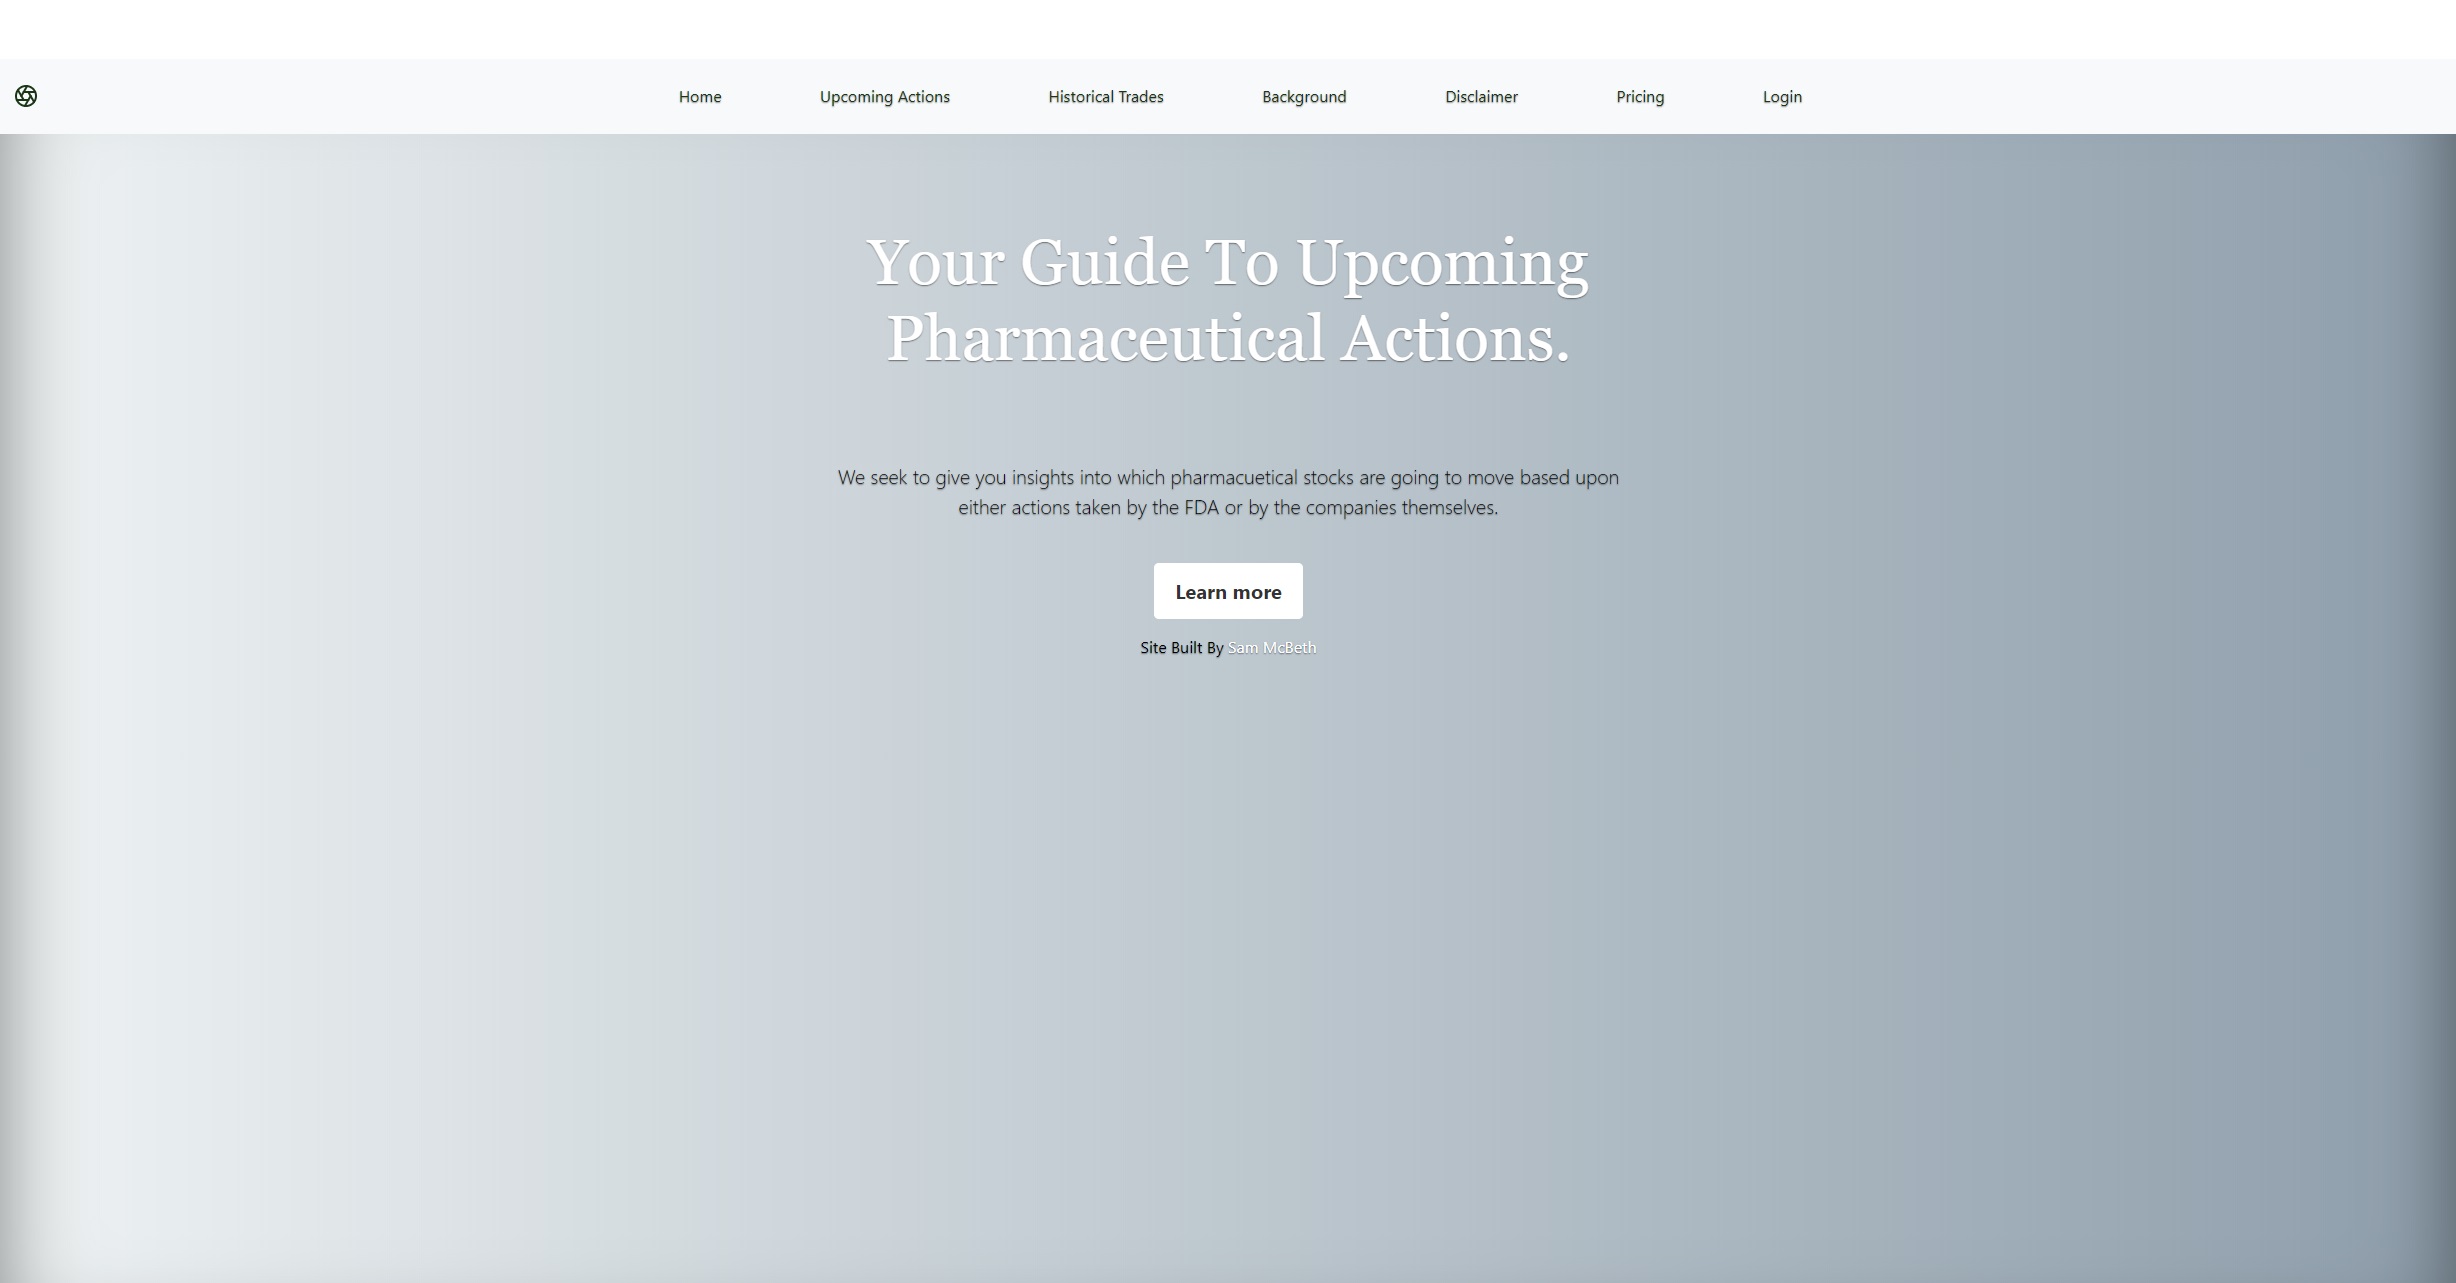 Home Upcoming Actions Historical Trades Background Disclaimer Pricing Login
Your Guide To Upcoming
Pharmaceutical Actions.
We seek to give you insights into which pharmacuetical stocks are going to move based upon
either actions taken by the FDA or by the companies themselves.
Learn more
Site Built By Sam McBeth